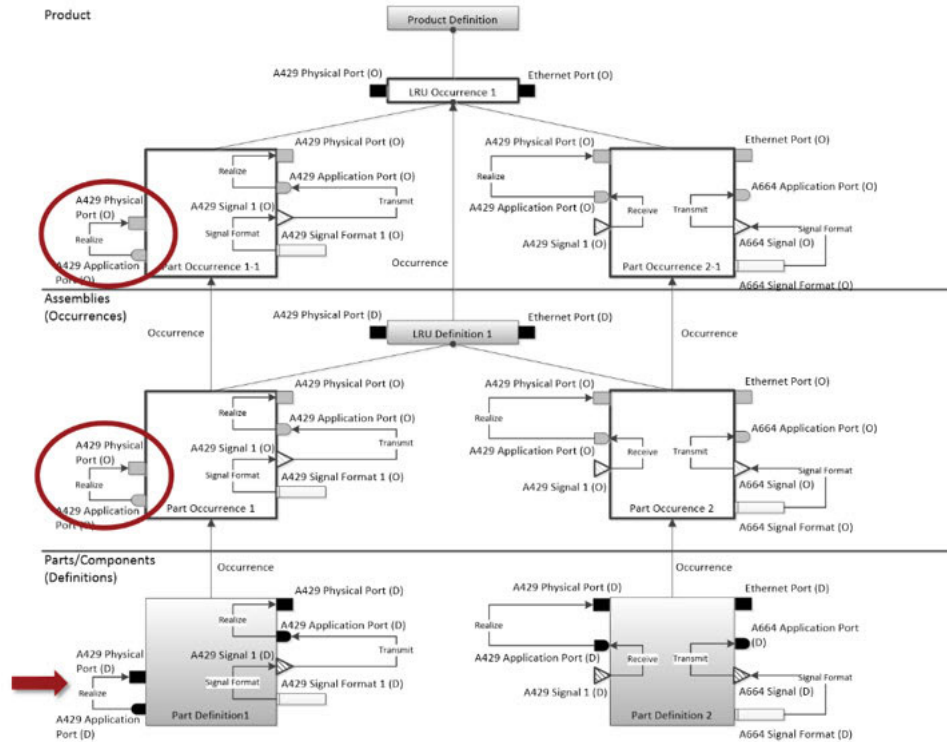 Product
Product Definition
A429 Physical Port (O)
Ethernet Port (O)
LRU Occurrence 1
A429 Physical Port (O)
Realize
A429 Application Port (O)
A429 Physical
Port (O)
Realize
A429 Application
Port (O)
A429 Signal 1 (O)
Transmit
Signal Format
A429 Signal Format 1 (O)
Part Occurrence 1-1
Occurrence
A429 Physical Port (O)
Ethernet Port (O)
Realize
A664 Application Port (O)
A429 Application Port (O)
Receive
Transmit
A429 Signal 1 (O)
Signal Format
A664 Signal (O)
Part Occurrence 2-1
A664 Signal Format (O)
Assemblies
(Occurrences)
Occurrence
A429 Physical Port (D)
Ethernet Port (D)
LRU Definition 1
Occurrence
A429 Physical Port (O)
Realize
A429 Application Port (O)
A429 Physical
Port (O)
Realize
A429 Application
Port (O)
A429 Signal 1 (O)
Transmit
Signal Format
A429 Signal Format 1 (O)
Part Occurrence 1
A429 Physical Port (O)
Ethernet Port (O)
Realize
A664 Application Port (O)
A429 Application Port (O)
Receive
Transmit
A429 Signal 1 (O)
Signal Format
A664 Signal (O)
Part Occurrence 2
A664 Signal Format (O)
Parts/Components
(Definitions)
Occurrence
Occurrence
A429 Physical Port (D)
Realize
A429 Application Port (D)
A429 Physical
Port (D)
Realize
A429 Application
Port (D)
A429 Signal 1 (D)
Transmit
Signal Format
A429 Signal Format 1 (D)
Part Definition1
A429 Physical Port (D)
Ethernet Port (D)
Realize
A664 Application Port
(D)
A429 Application Port (D)
Receive
Transmit
A429 Signal 1 (D)
Signal Format
A664 Signal (D)
Part Definition 2
A664 Signal Format (D)